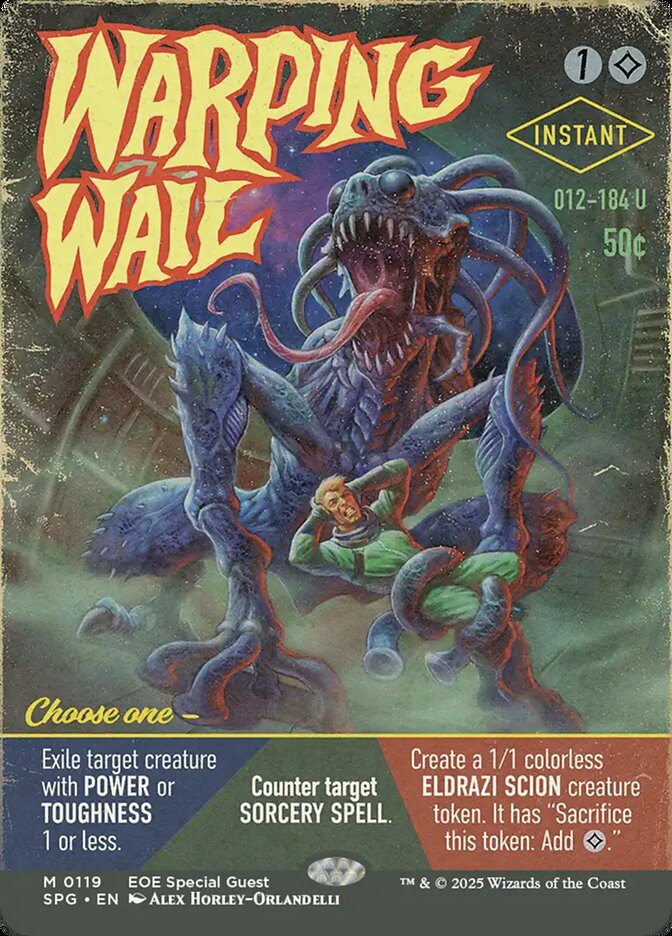 WARPING
WAIL
1
INSTANT
012-184 U
50¢
Choose one –
Exile target creature
with POWER or
TOUGHNESS
1 or less.
Counter target
SORCERY SPELL.
Create a 1/1 colorless
ELDRAZI SCION creature
token. It has “Sacrifice
this token: Add .”
M 0119 EOE Special Guest
SPG • EN ALEX HORLEY-ORLANDELLI
™ & © 2025 Wizards of the Coast